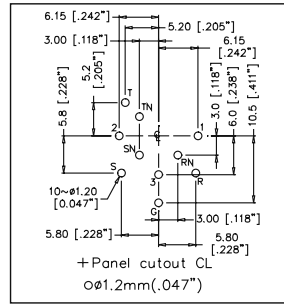 6.15 [.242"]
5.20 [.205"]
3.00 [.118"]
6.15
[.242"]
5.2
[.205"]
5.8 [.228"]
T
TN
2
1
SN
RN
S
3
R
G
3.0 [.118"]
6.0 [.238"]
10.5 [.411"]
10~ø1.20
[0.047"]
3.00 [.118"]
5.80 [.228"]
5.80
[.228"]
+Panel cutout CL
Oø1.2mm(.047")